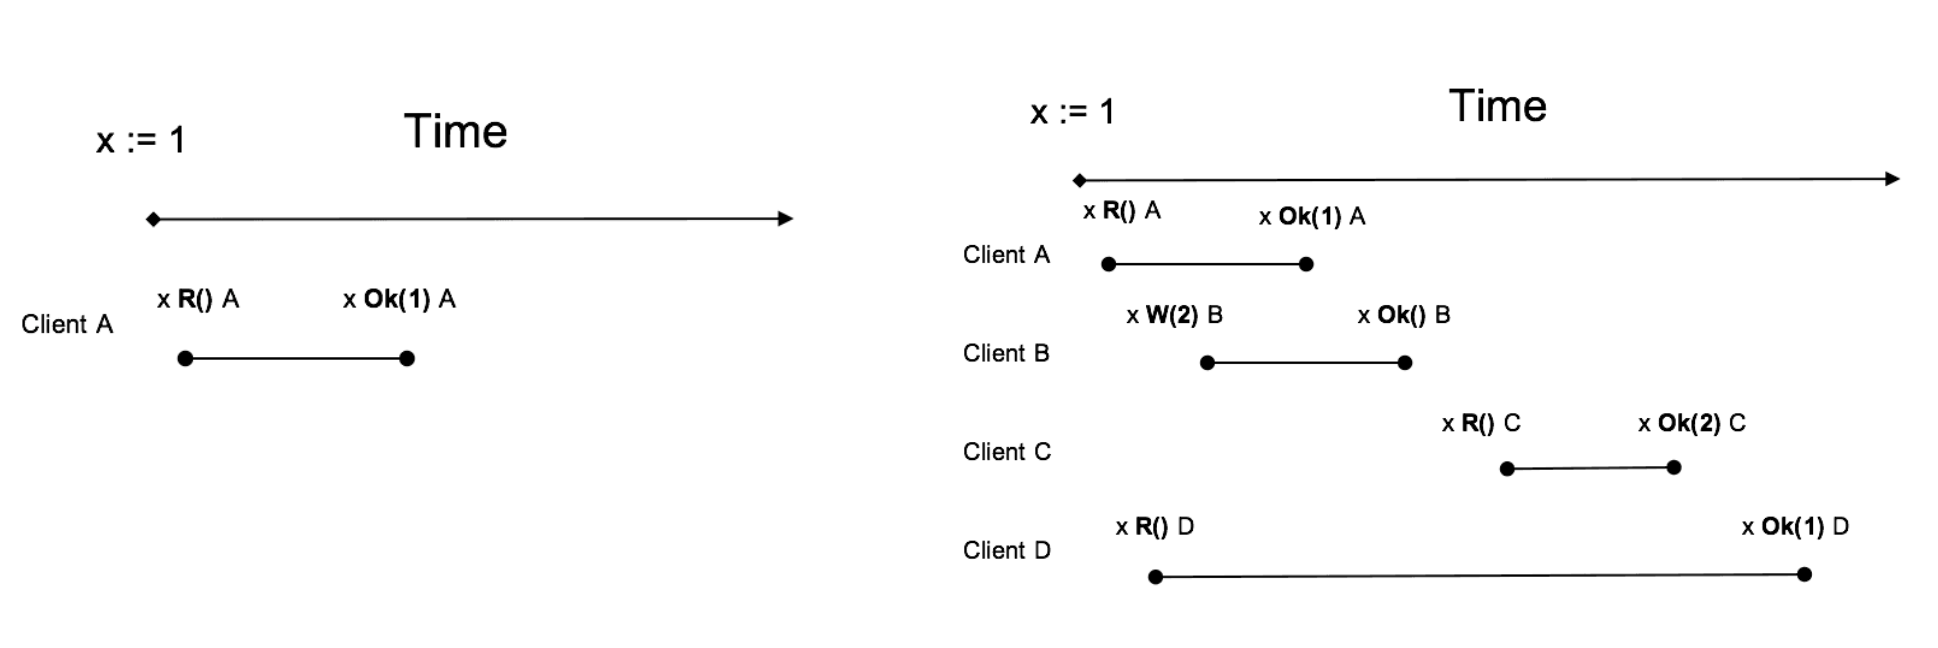 x := 1
Time
x R() A
x Ok(1) A
Client A
x := 1
Time
x R() A
x Ok(1) A
Client A
x W(2) B
x Ok() B
Client B
x R() C
x Ok(2) C
Client C
x R() D
x Ok(1) D
Client D